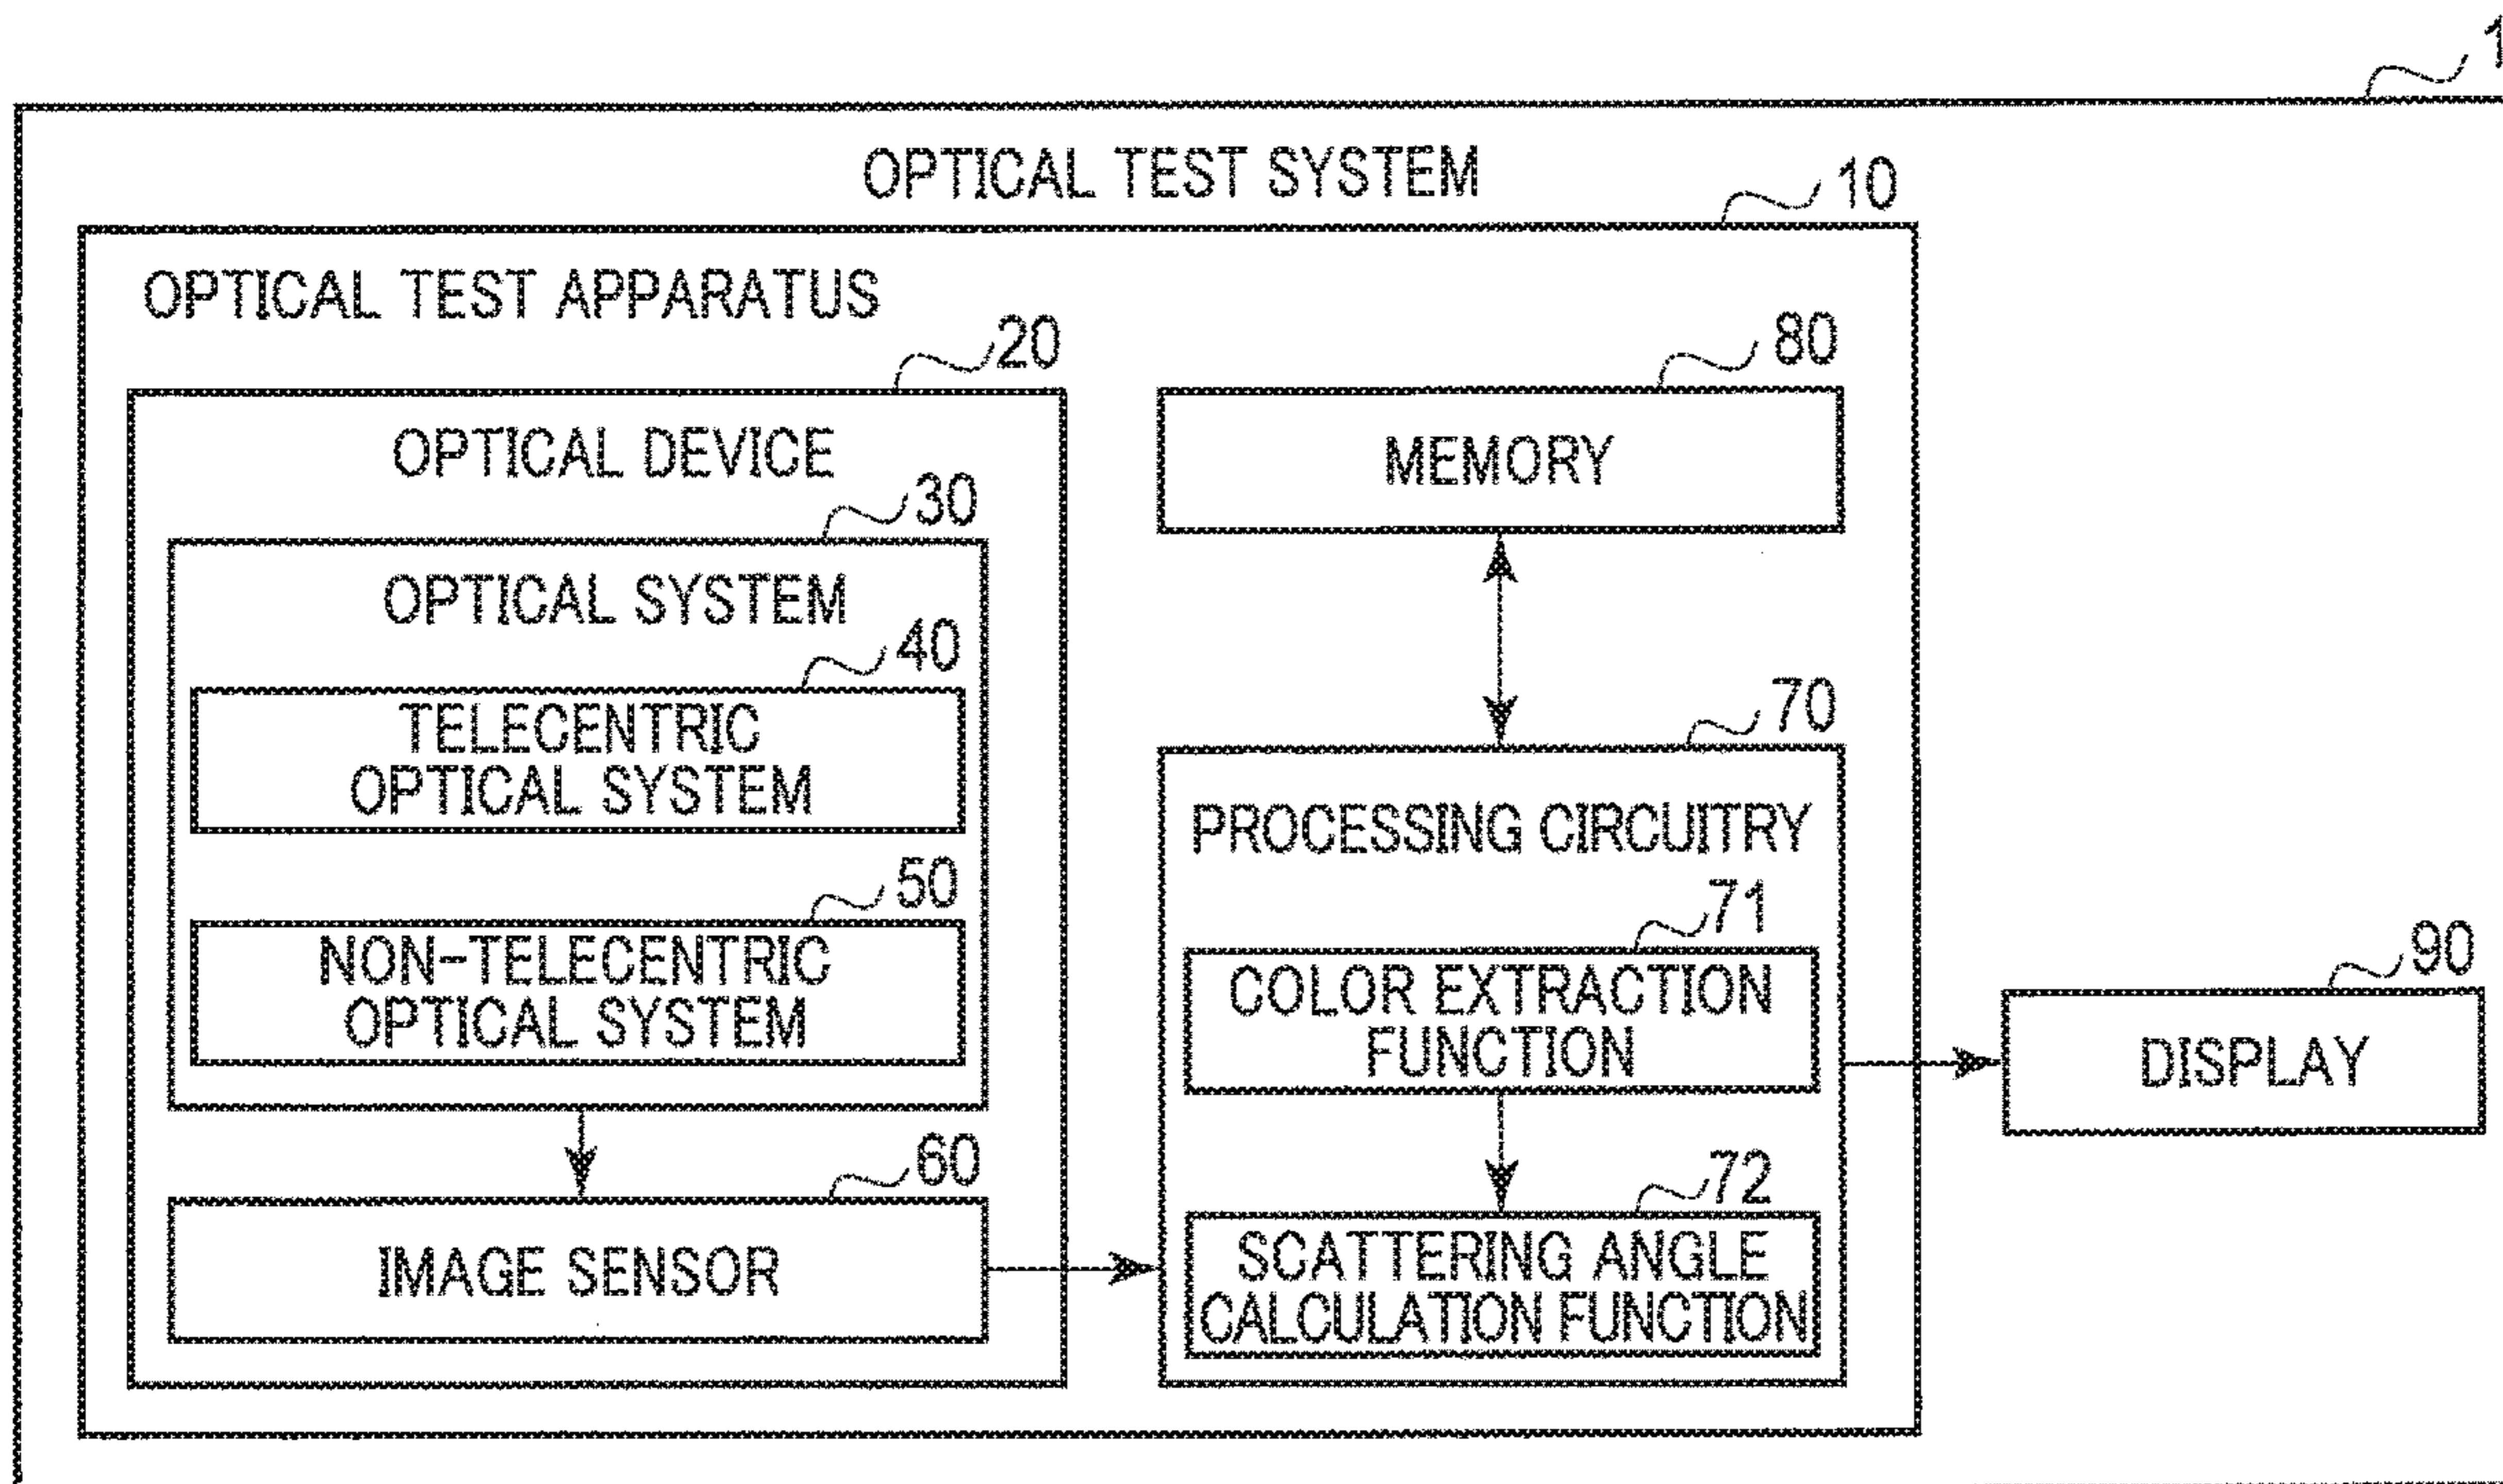 1
OPTICAL TEST SYSTEM
10
OPTICAL TEST APPARATUS
20
OPTICAL DEVICE
30
OPTICAL SYSTEM
40
TELECENTRIC
OPTICAL SYSTEM
50
NON-TELECENTRIC
OPTICAL SYSTEM
60
IMAGE SENSOR
80
MEMORY
70
PROCESSING CIRCUITRY
71
COLOR EXTRACTION
FUNCTION
72
SCATTERING ANGLE
CALCULATION FUNCTION
90
DISPLAY